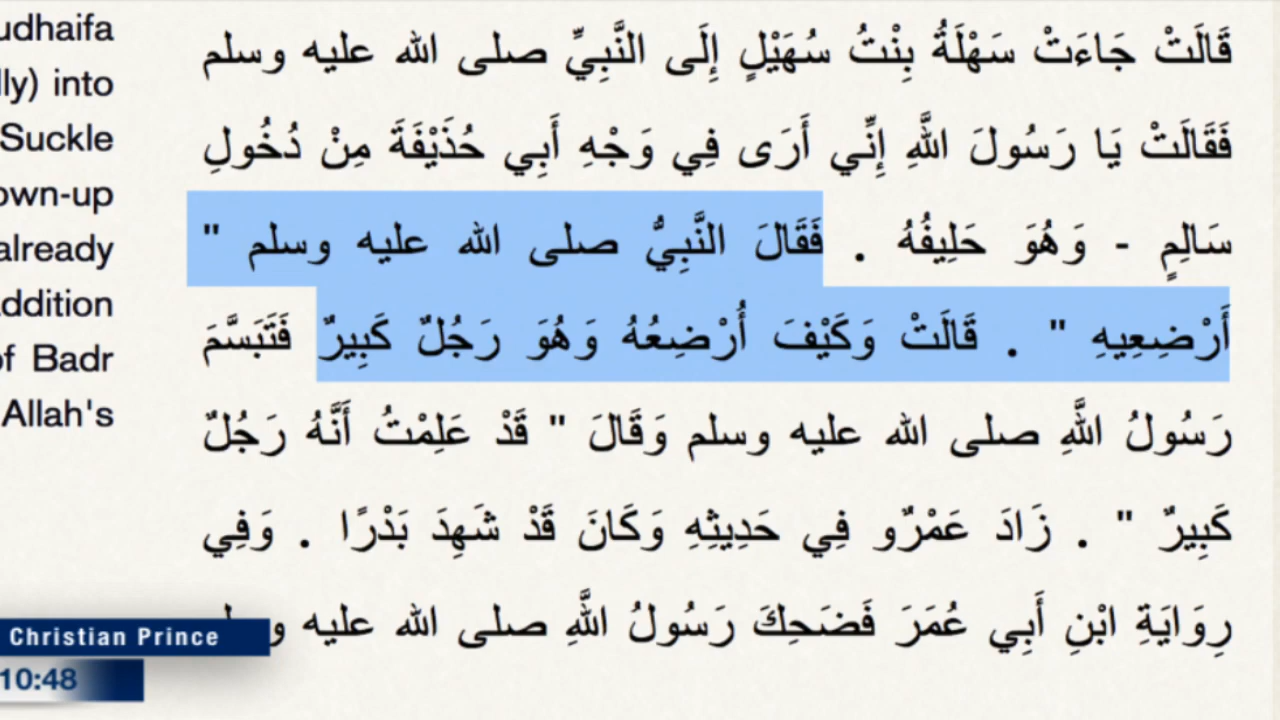 udhaifa
lly) into
Suckle
own-up
already
ddition
of Badr
Allah's
قَالَتْ جَاءَتْ سَهْلَةُ بِنْتُ سُهَيْلٍ إِلَى النَّبِيِّ صلى الله عليه وسلم
فَقَالَتْ يَا رَسُولَ اللَّهِ إِنِّي أَرَى فِي وَجْهِ أَبِي حُذَيْفَةَ مِنْ دُخُولِ
سَالِمٍ - وَهُوَ حَلِيفُهُ . فَقَالَ النَّبِيُّ صلى الله عليه وسلم "
أَرْضِعِيهِ " . قَالَتْ وَكَيْفَ أُرْضِعُهُ وَهُوَ رَجُلٌ كَبِيرٌ فَتَبَسَّمَ
رَسُولُ اللَّهِ صلى الله عليه وسلم وَقَالَ " قَدْ عَلِمْتُ أَنَّهُ رَجُلٌ
كَبِيرٌ " . زَادَ عَمْرٌو فِي حَدِيثِهِ وَكَانَ قَدْ شَهِدَ بَدْرًا . وَفِي
رِوَايَةِ ابْنِ أَبِي عُمَرَ فَضَحِكَ رَسُولُ اللَّهِ صلى الله عليه
Christian Prince
10:48